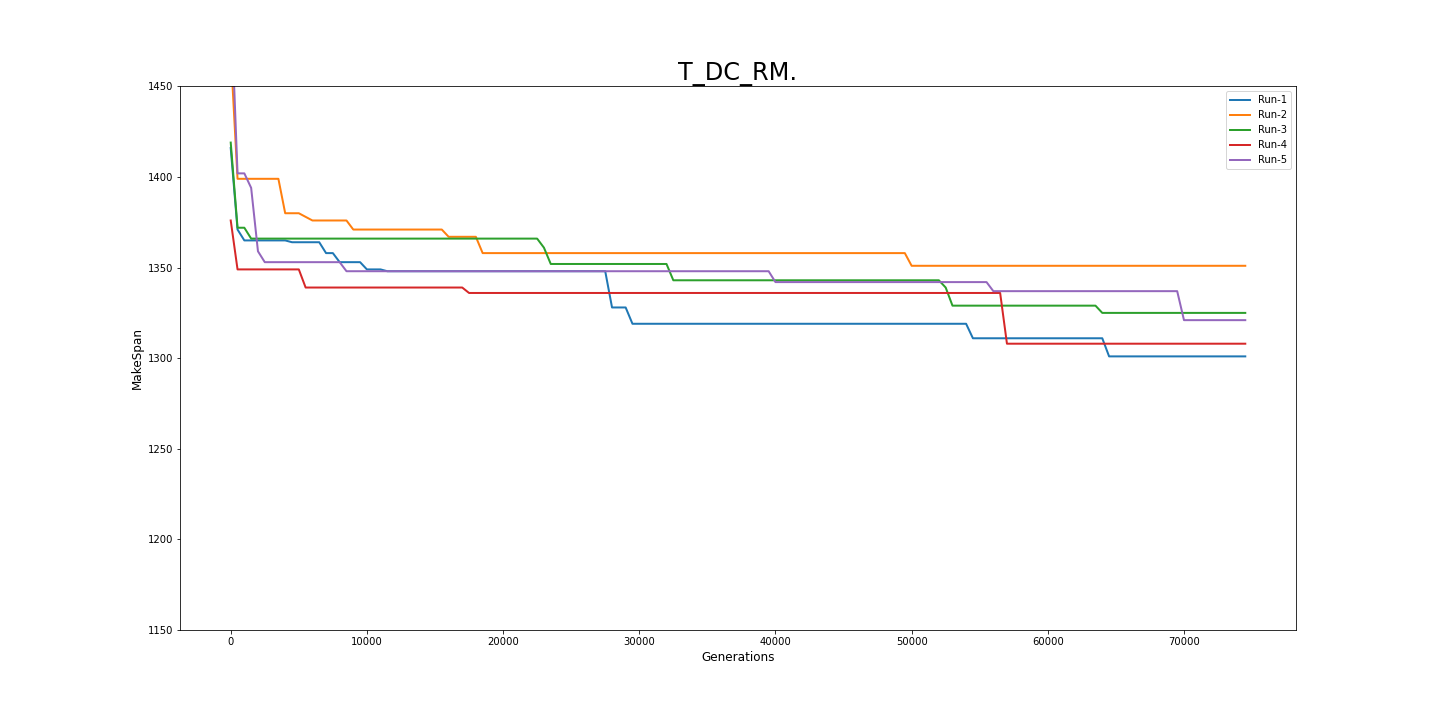 T_DC_RM.
1450
1400
1350
1300
1250
1200
1150
MakeSpan
0 10000 20000 30000 40000 50000 60000 70000
Generations
Run-1
Run-2
Run-3
Run-4
Run-5